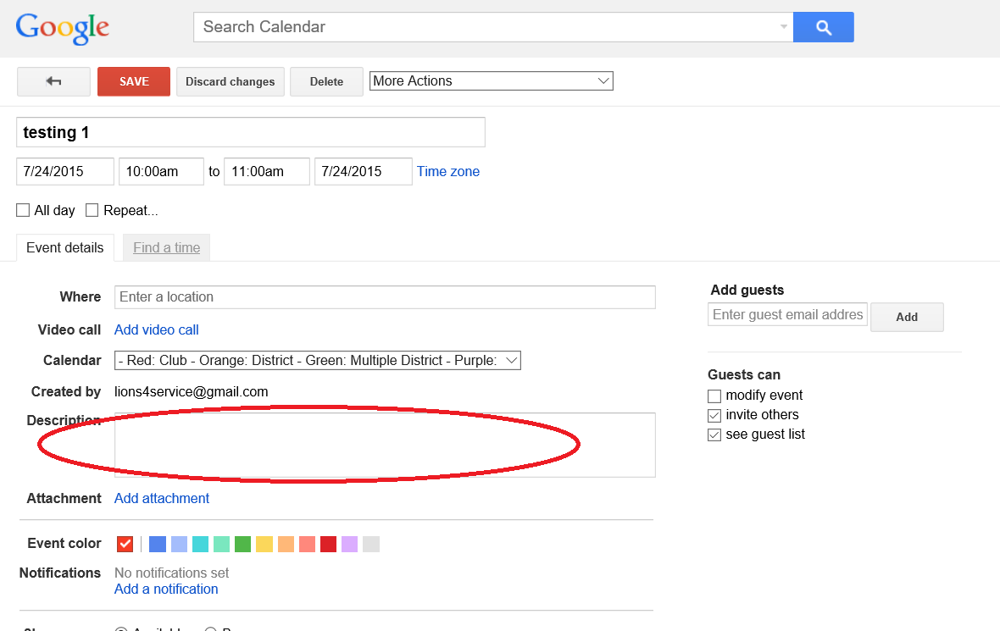 Google
Search Calendar
SAVE Discard changes Delete More Actions
testing 1
7/24/2015 10:00am to 11:00am 7/24/2015 Time zone
All day Repeat...
Event details Find a time
Where Enter a location
Video call Add video call
Calendar - Red: Club - Orange: District - Green: Multiple District - Purple:
Created by lions4service@gmail.com
Description
Attachment Add attachment
Event color
Notifications No notifications set
Add a notification
Add guests
Enter guest email addres Add
Guests can
modify event
invite others
see guest list